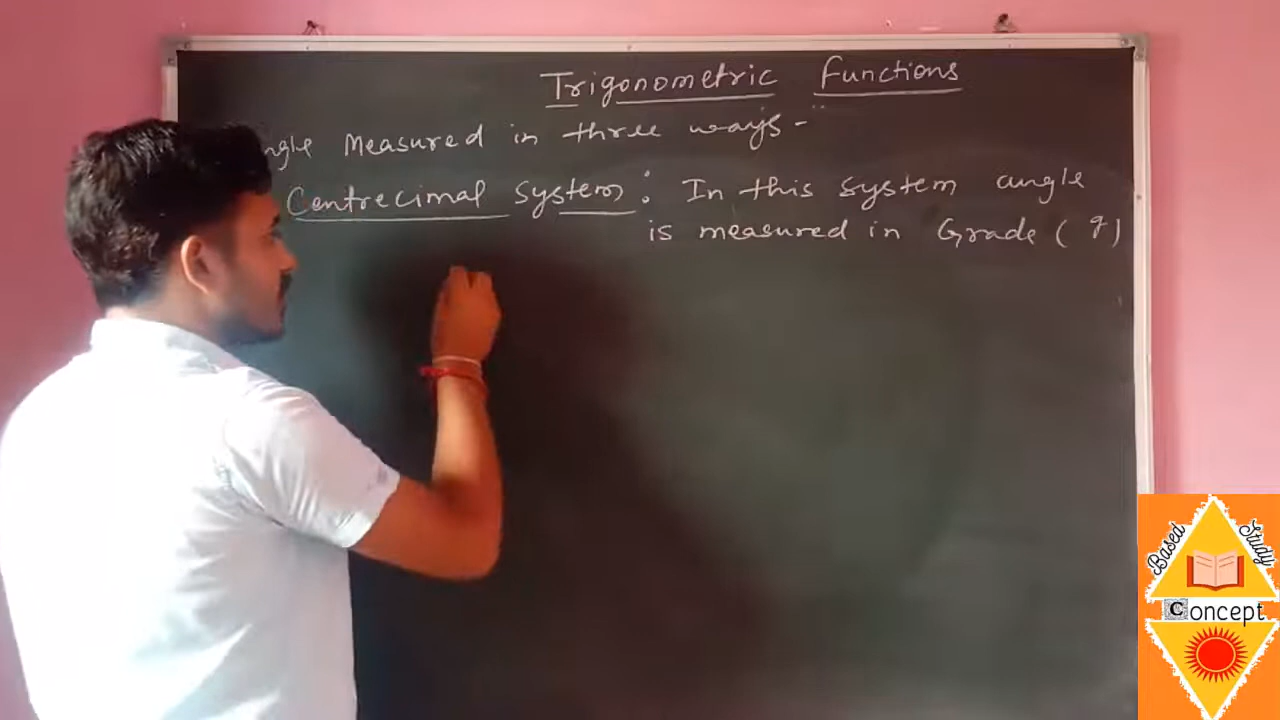 Trigonometric Functions
ngle Measured in three ways -
Centrecimal system : In this system angle
is measured in Grade ( g )
Based Study
Concept